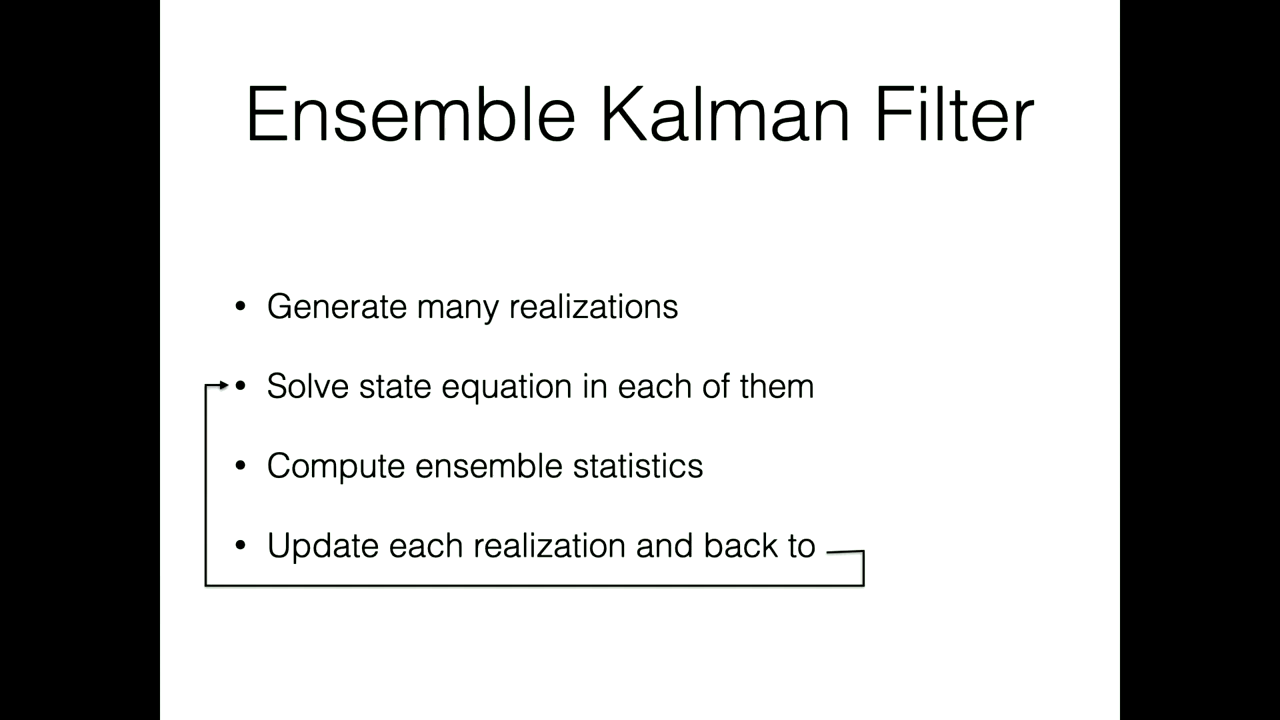 Ensemble Kalman Filter
• Generate many realizations
• Solve state equation in each of them
• Compute ensemble statistics
• Update each realization and back to